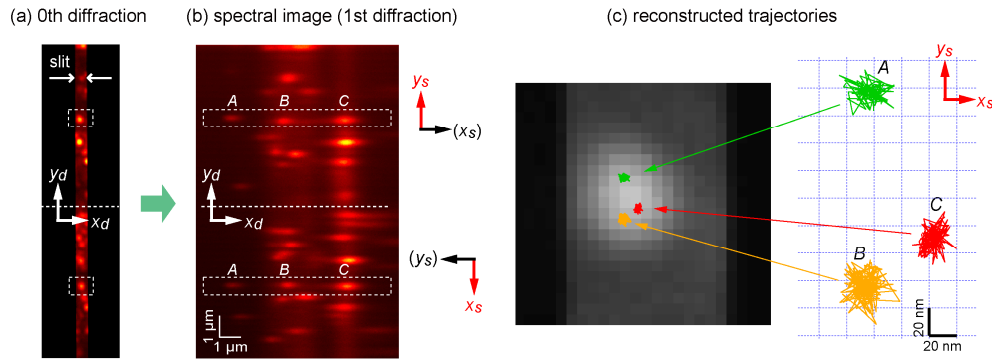 (a) 0th diffraction
(b) spectral image (1st diffraction)
(c) reconstructed trajectories
slit
yd
xd
A B C
yd
xd
A B C
1 μm
1 μm
ys
(xs)
(ys)
xs
A
C
B
ys
xs
20 nm
20 nm